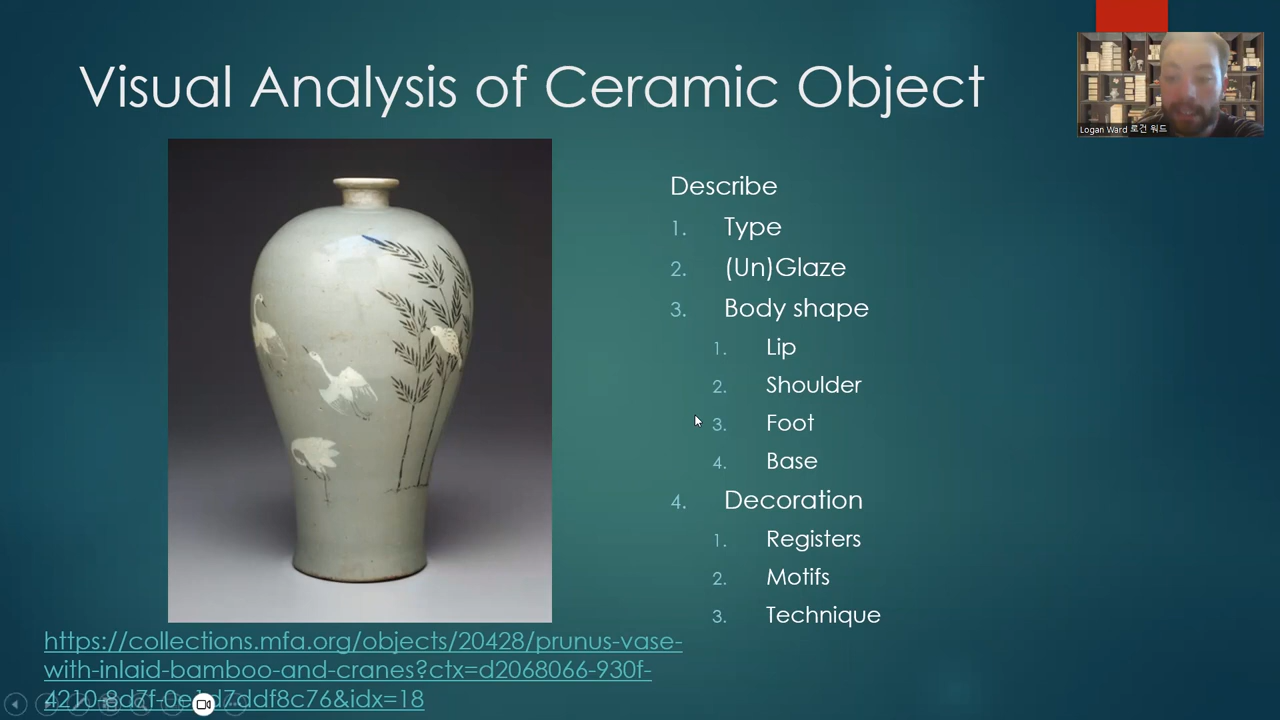 Visual Analysis of Ceramic Object
Logan Ward 로건 워드
Describe
1. Type
2. (Un)Glaze
3. Body shape
1. Lip
2. Shoulder
3. Foot
4. Base
4. Decoration
1. Registers
2. Motifs
3. Technique
https://collections.mfa.org/objects/20428/prunus-vase-
with-inlaid-bamboo-and-cranes?ctx=d2068066-930f-